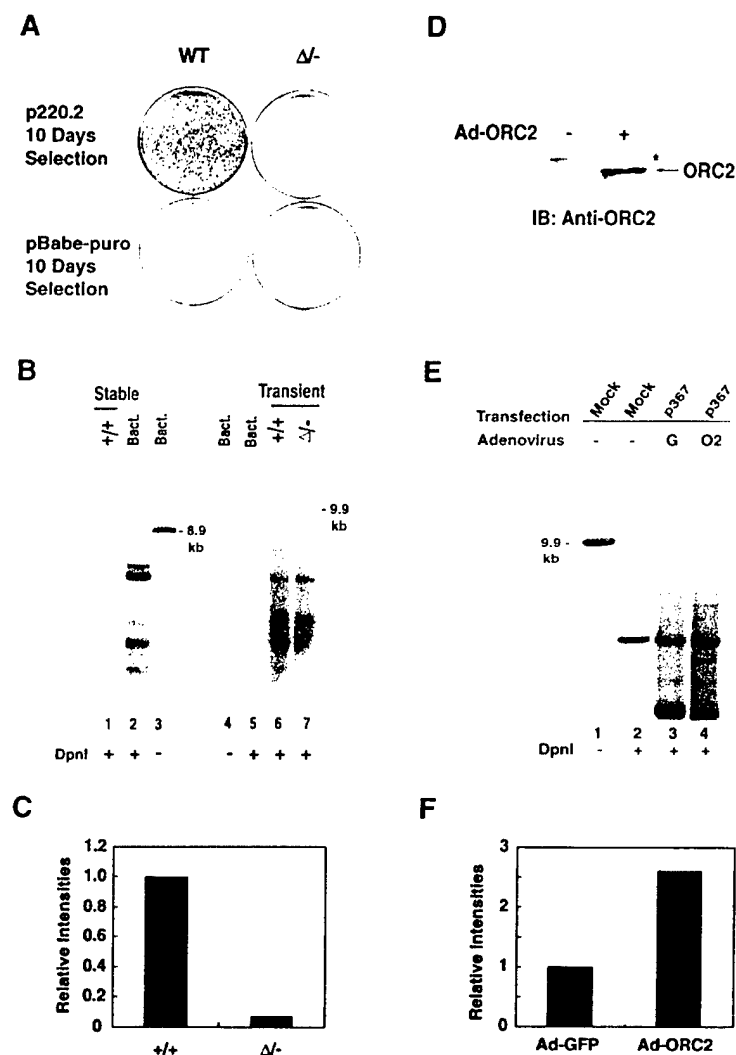 A
WT Δ/-
p220.2
10 Days
Selection
pBabe-puro
10 Days
Selection
B
Stable Transient
+/+ Bact. Bact. Bact. Bact. +/+ Δ/-
- 8.9
kb
- 9.9
kb
1 2 3 4 5 6 7
DpnI + + - - + + +
C
Relative Intensities
1.2
1.0
0.8
0.6
0.4
0.2
0
+/+ Δ/-
D
Ad-ORC2 - +
* ORC2
IB: Anti-ORC2
E
Transfection Mock Mock p367 p367
Adenovirus - - G O2
9.9 -
kb
1 2 3 4
DpnI - + + +
F
Relative Intensities
3
2
1
0
Ad-GFP Ad-ORC2